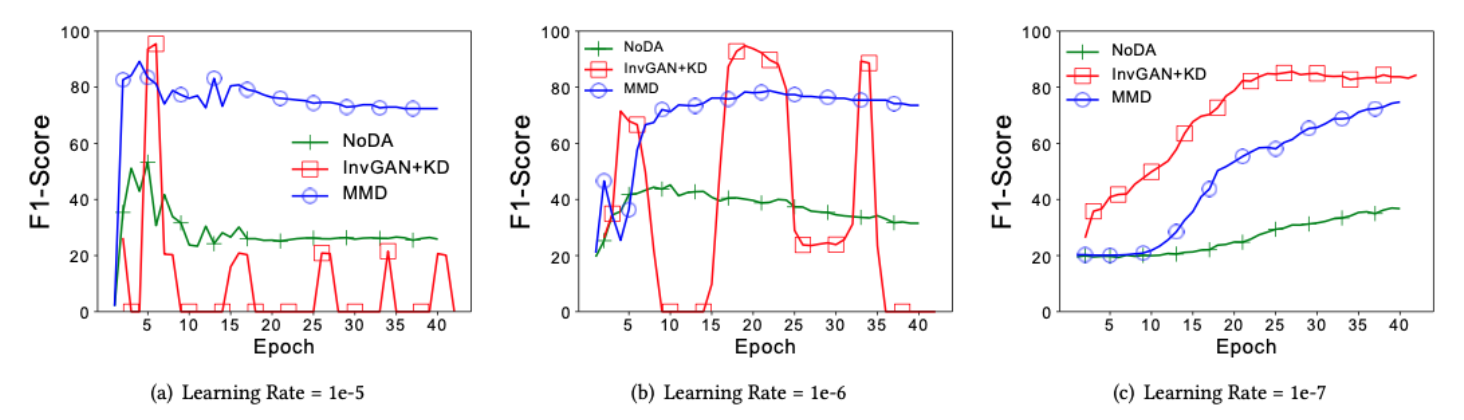 100
80
60
40
20
0
F1-Score
NoDA
InvGAN+KD
MMD
5 10 15 20 25 30 35 40
Epoch
(a) Learning Rate = 1e-5
100
80
60
40
20
0
F1-Score
NoDA
InvGAN+KD
MMD
5 10 15 20 25 30 35 40
Epoch
(b) Learning Rate = 1e-6
100
80
60
40
20
0
F1-Score
NoDA
InvGAN+KD
MMD
5 10 15 20 25 30 35 40
Epoch
(c) Learning Rate = 1e-7